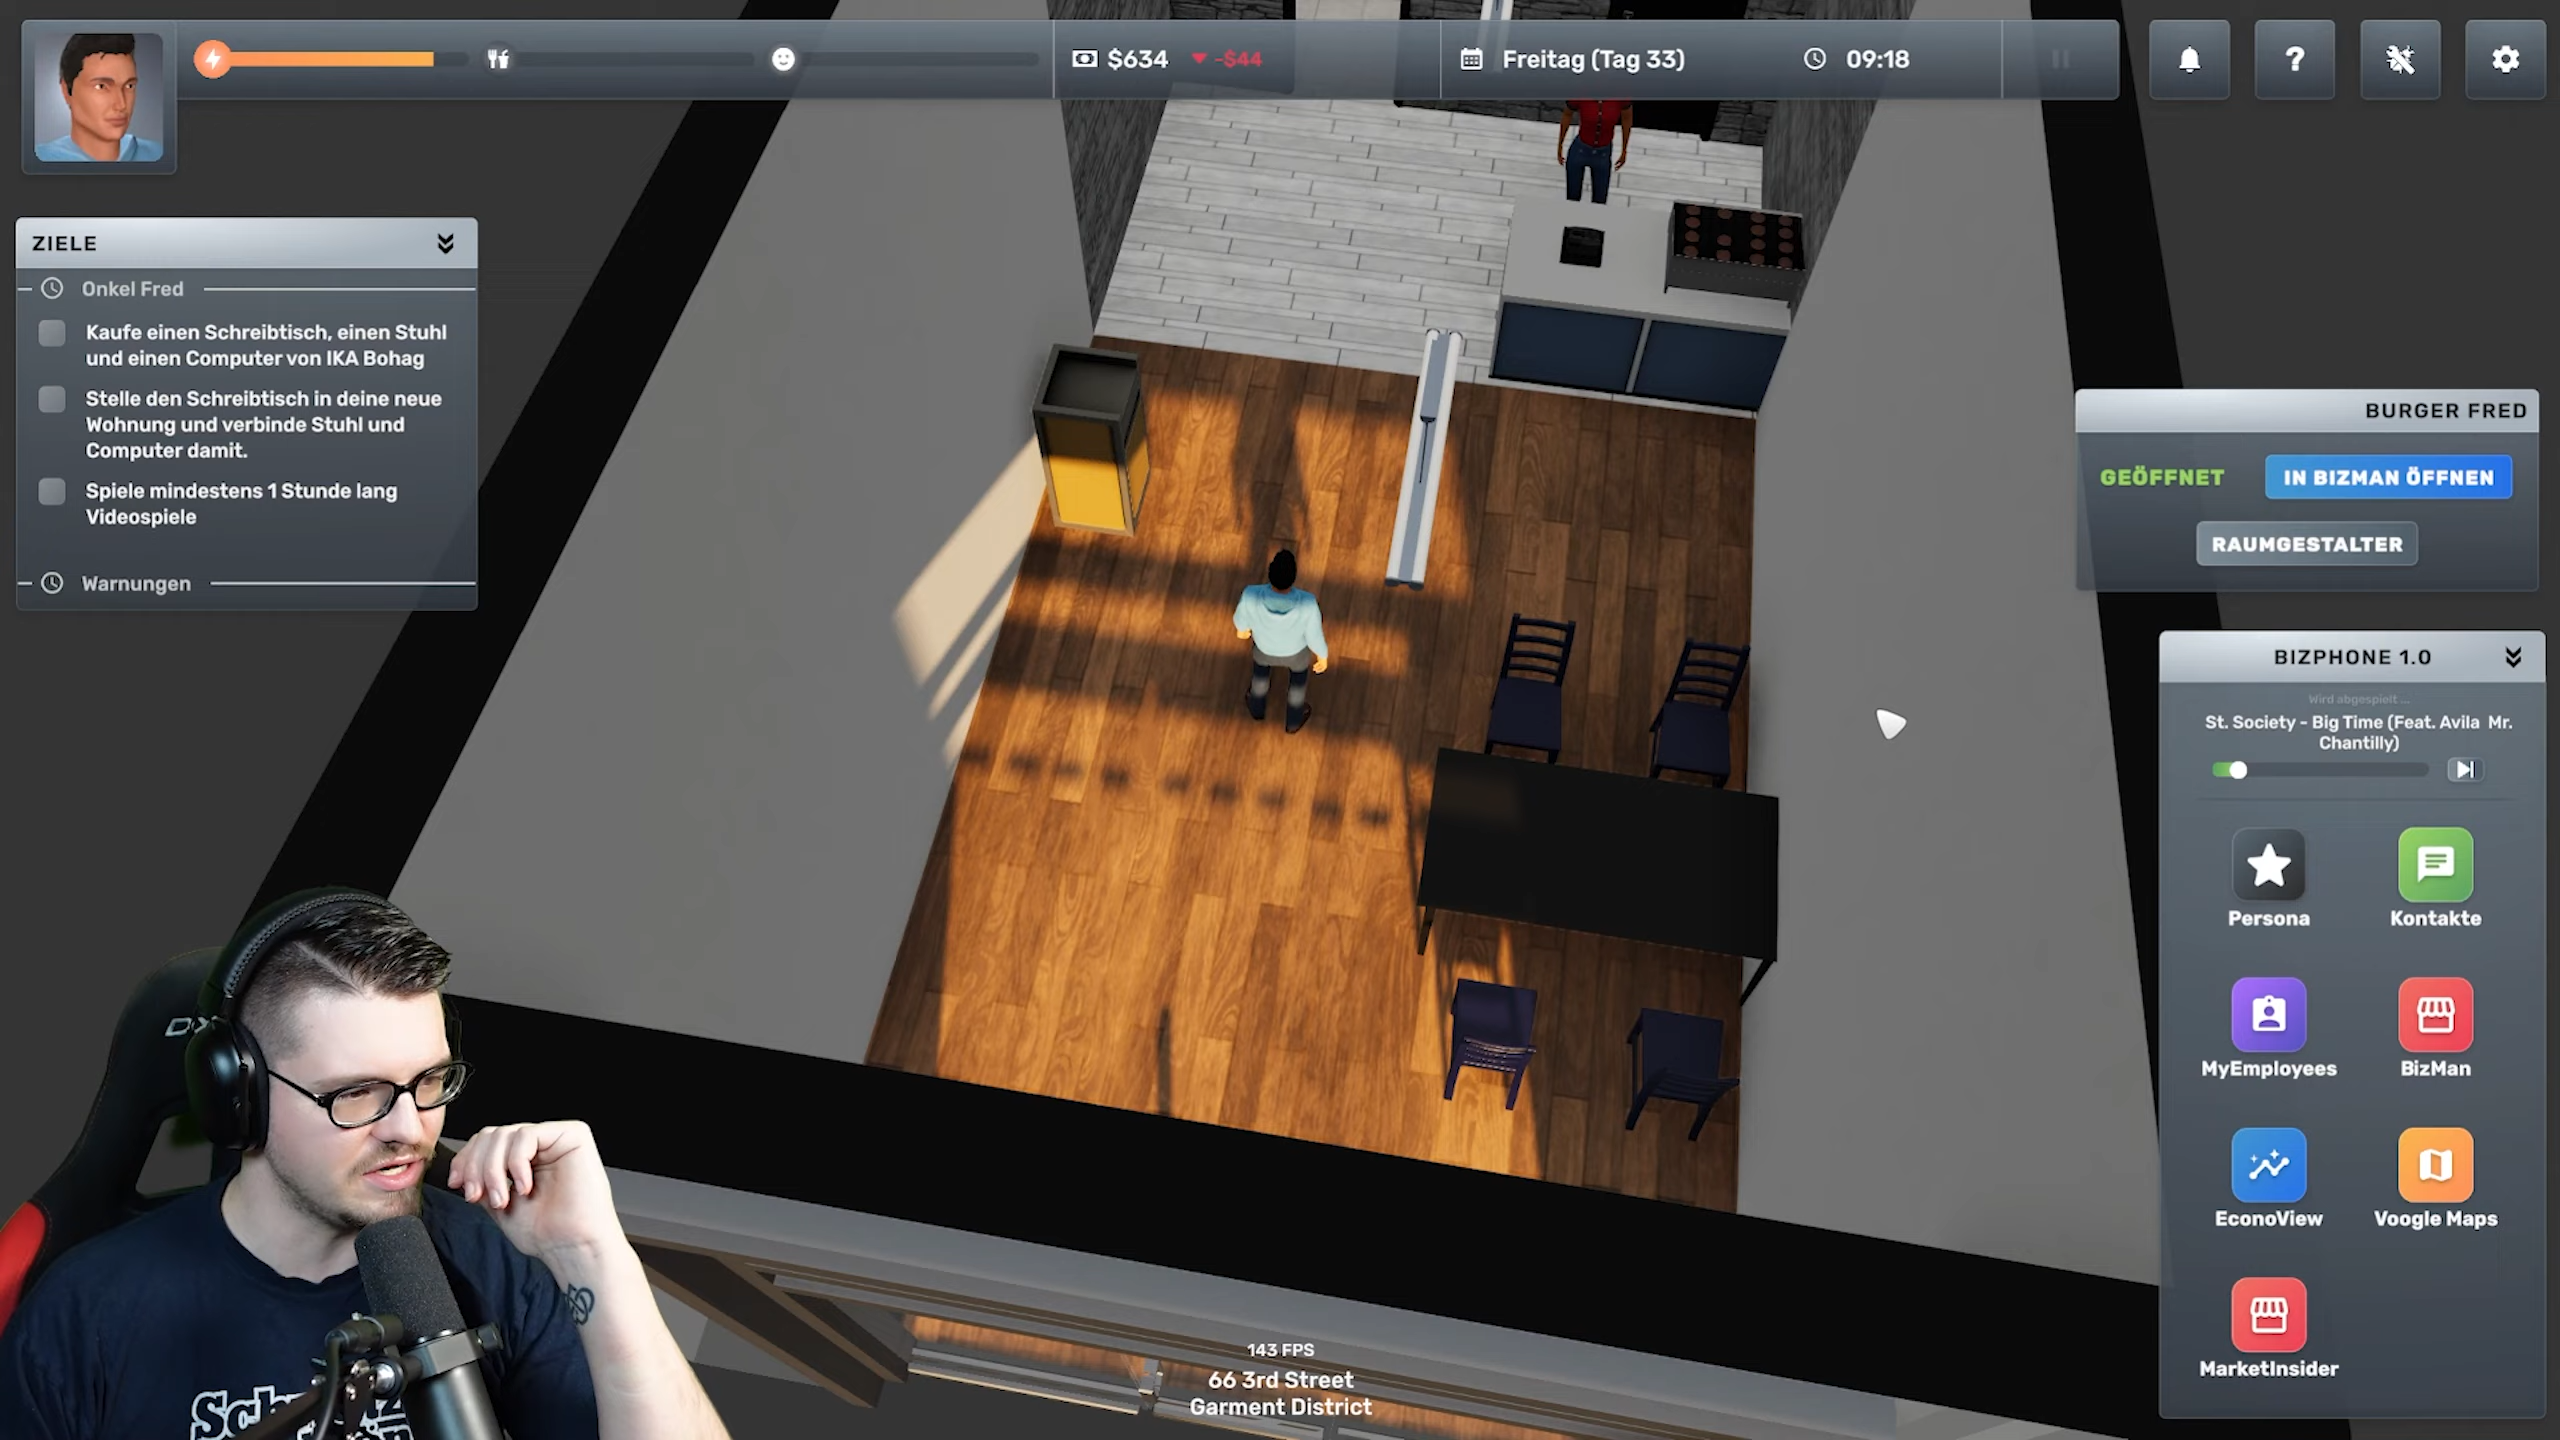 $634
-$44
Freitag (Tag 33)
09:18
?
ZIELE
Onkel Fred
Kaufe einen Schreibtisch, einen Stuhl
und einen Computer von IKA Bohag
Stelle den Schreibtisch in deine neue
Wohnung und verbinde Stuhl und
Computer damit.
Spiele mindestens 1 Stunde lang
Videospiele
Warnungen
BURGER FRED
GEÖFFNET
IN BIZMAN ÖFFNEN
RAUMGESTALTER
BIZPHONE 1.0
Wird abgespielt ...
St. Society - Big Time (Feat. Avila Mr.
Chantilly)
Persona
Kontakte
MyEmployees
BizMan
EconoView
Voogle Maps
MarketInsider
143 FPS
66 3rd Street
Garment District